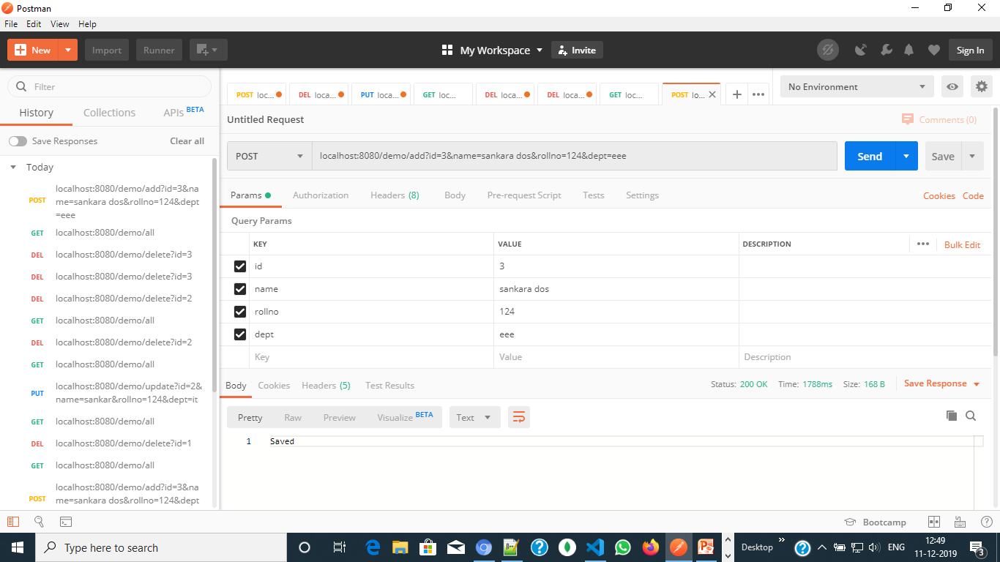 Postman
File Edit View Help
New Import Runner My Workspace Invite Sign In
Filter
History Collections APIs BETA
Save Responses Clear all
Today
POST localhost:8080/demo/add?id=3&na
me=sankara dos&rollno=124&dept
=eee
GET localhost:8080/demo/all
DEL localhost:8080/demo/delete?id=3
DEL localhost:8080/demo/delete?id=3
DEL localhost:8080/demo/delete?id=2
GET localhost:8080/demo/all
DEL localhost:8080/demo/delete?id=2
GET localhost:8080/demo/all
PUT localhost:8080/demo/update?id=2&
name=sankar&rollno=124&dept=it
GET localhost:8080/demo/all
DEL localhost:8080/demo/delete?id=1
GET localhost:8080/demo/all
POST localhost:8080/demo/add?id=3&na
me=sankara dos&rollno=124&dept
POST loc... DEL loca... PUT loca... GET loc... DEL loca... DEL loca... GET loc... POST lo...
No Environment
Untitled Request Comments (0)
POST localhost:8080/demo/add?id=3&name=sankara dos&rollno=124&dept=eee Send Save
Params Authorization Headers (8) Body Pre-request Script Tests Settings Cookies Code
Query Params
KEY VALUE DESCRIPTION Bulk Edit
id 3
name sankara dos
rollno 124
dept eee
Key Value Description
Body Cookies Headers (5) Test Results Status: 200 OK Time: 1788ms Size: 168 B Save Response
Pretty Raw Preview Visualize BETA Text
1 Saved
Bootcamp
Type here to search Desktop ENG 12:49
11-12-2019 3